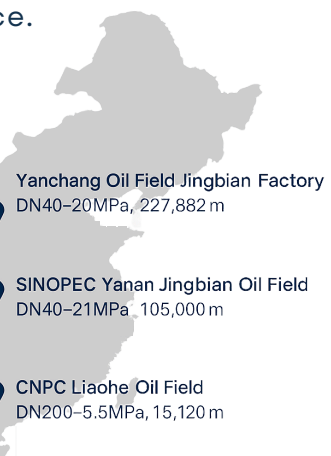 ce.
Yanchang Oil Field Jingbian Factory
DN40–20MPa, 227,882 m
SINOPEC Yanan Jingbian Oil Field
DN40–21MPa 105,000 m
CNPC Liaohe Oil Field
DN200–5.5MPa, 15,120 m